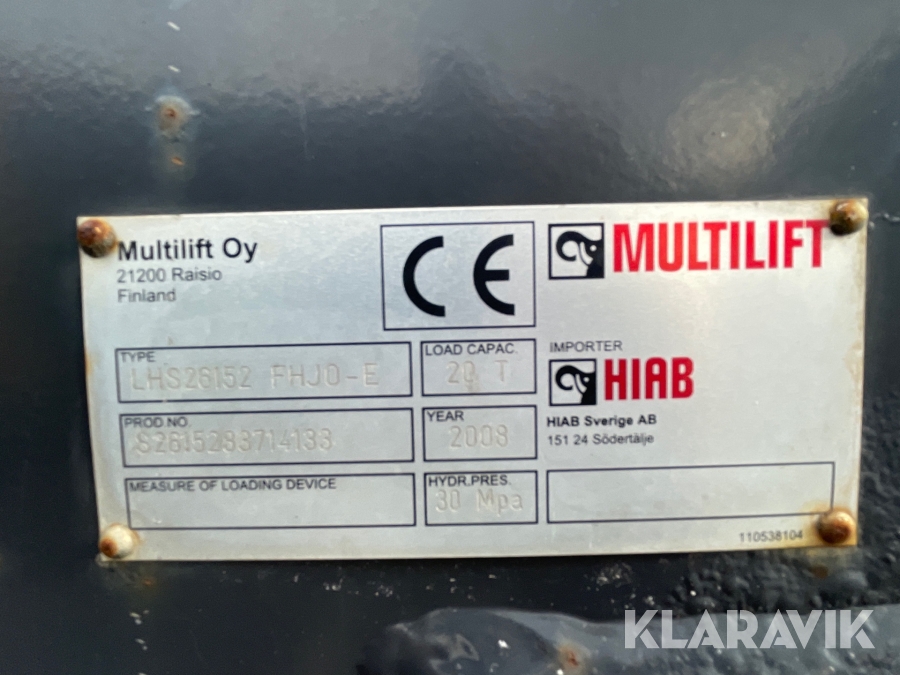 Multilift Oy
21200 Raisio
Finland
CE
MULTILIFT
TYPE
LHS26152 FHJO-E
LOAD CAPAC.
20 T
IMPORTER
HIAB
HIAB Sverige AB
151 24 Södertälje
PROD.NO.
S2615283714133
YEAR
2008
MEASURE OF LOADING DEVICE
HYDR.PRES.
30 Mpa
110538104
KLARAVIK